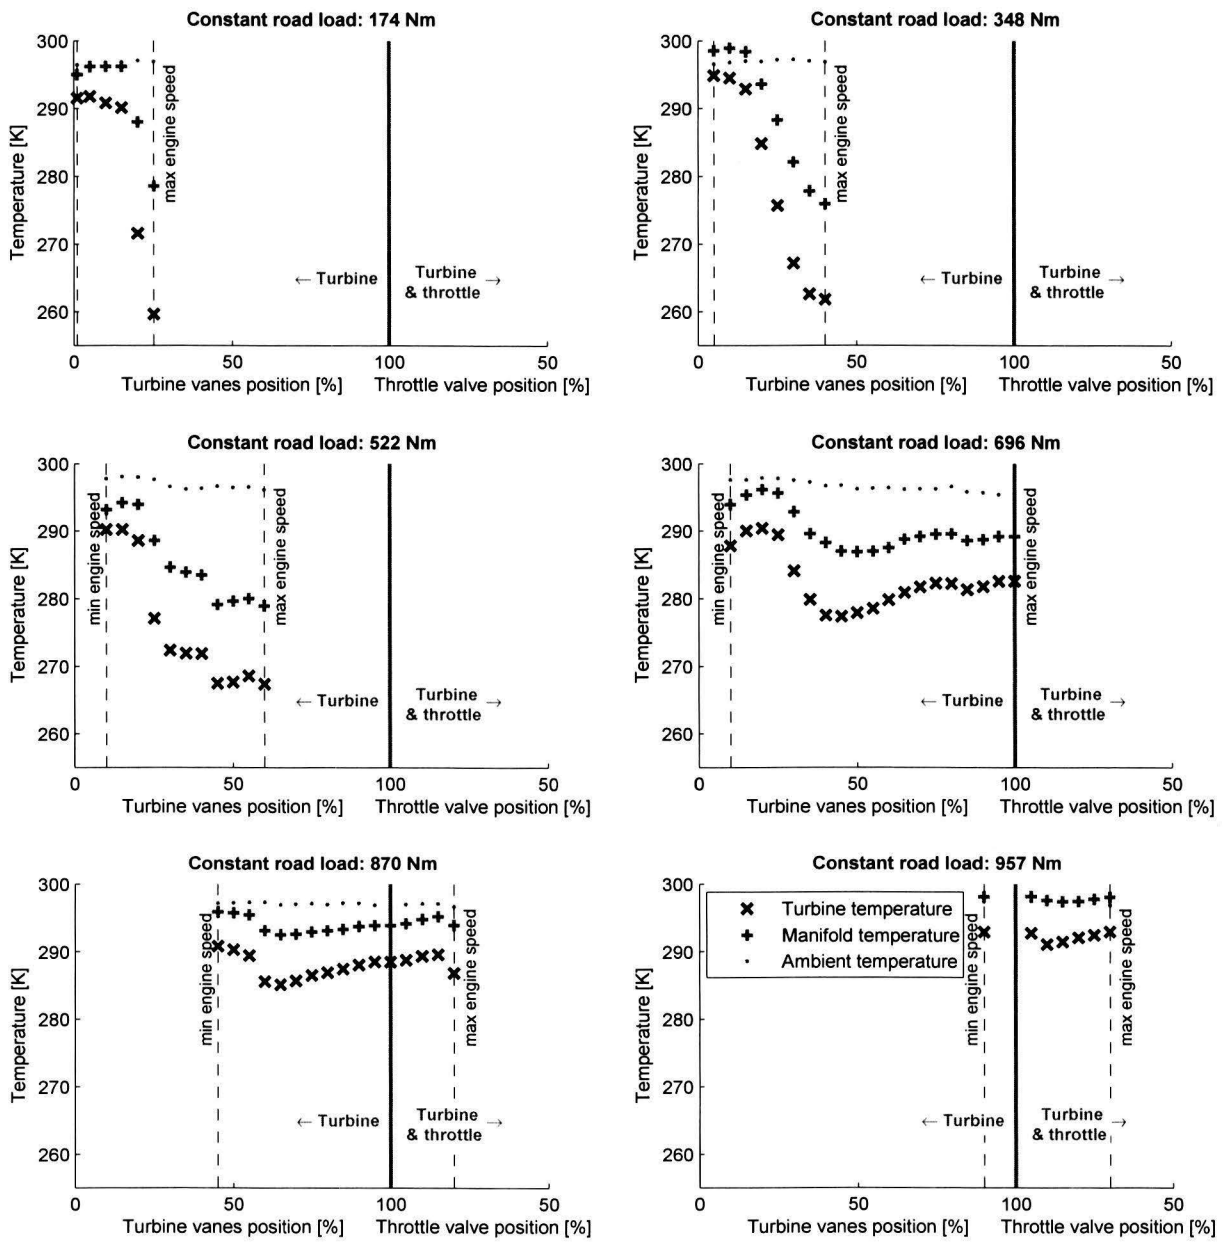 Constant road load: 174 Nm
300
290
280
270
260
Temperature [K]
max engine speed
← Turbine
Turbine
& throttle →
0
50
100
50
Turbine vanes position [%]
Throttle valve position [%]
Constant road load: 348 Nm
300
290
280
270
260
Temperature [K]
max engine speed
← Turbine
Turbine
& throttle →
0
50
100
50
Turbine vanes position [%]
Throttle valve position [%]
Constant road load: 522 Nm
300
290
280
270
260
Temperature [K]
min engine speed
max engine speed
← Turbine
Turbine
& throttle →
0
50
100
50
Turbine vanes position [%]
Throttle valve position [%]
Constant road load: 696 Nm
300
290
280
270
260
Temperature [K]
min engine speed
max engine speed
← Turbine
Turbine
& throttle →
0
50
100
50
Turbine vanes position [%]
Throttle valve position [%]
Constant road load: 870 Nm
300
290
280
270
260
Temperature [K]
min engine speed
max engine speed
← Turbine
Turbine
& throttle →
0
50
100
50
Turbine vanes position [%]
Throttle valve position [%]
Constant road load: 957 Nm
300
290
280
270
260
Temperature [K]
Turbine temperature
Manifold temperature
Ambient temperature
min engine speed
max engine speed
← Turbine
Turbine
& throttle →
0
50
100
50
Turbine vanes position [%]
Throttle valve position [%]